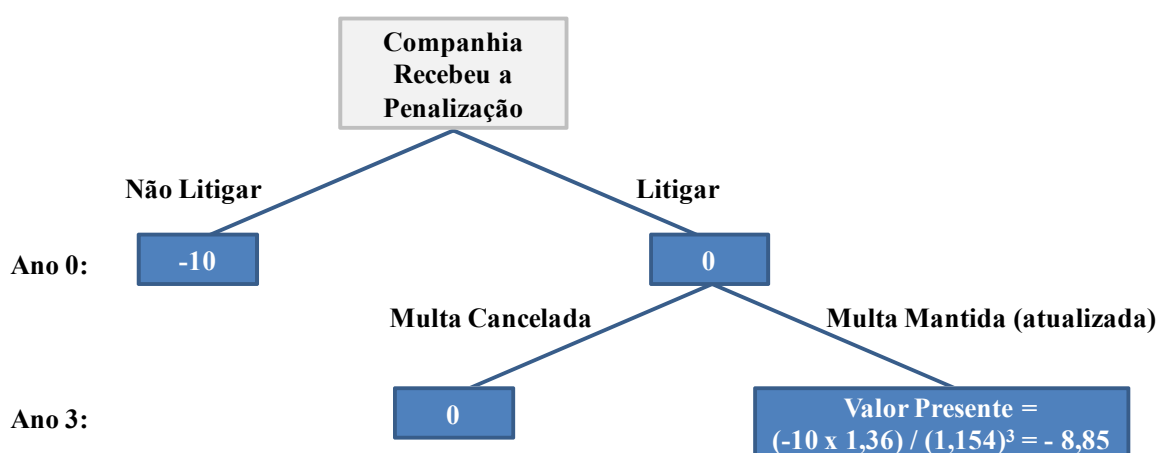 Companhia
Recebeu a
Penalização
Não Litigar
Litigar
Ano 0:
-10
0
Multa Cancelada
Multa Mantida (atualizada)
Ano 3:
0
Valor Presente =
(-10 x 1,36) / (1,154)³ = - 8,85